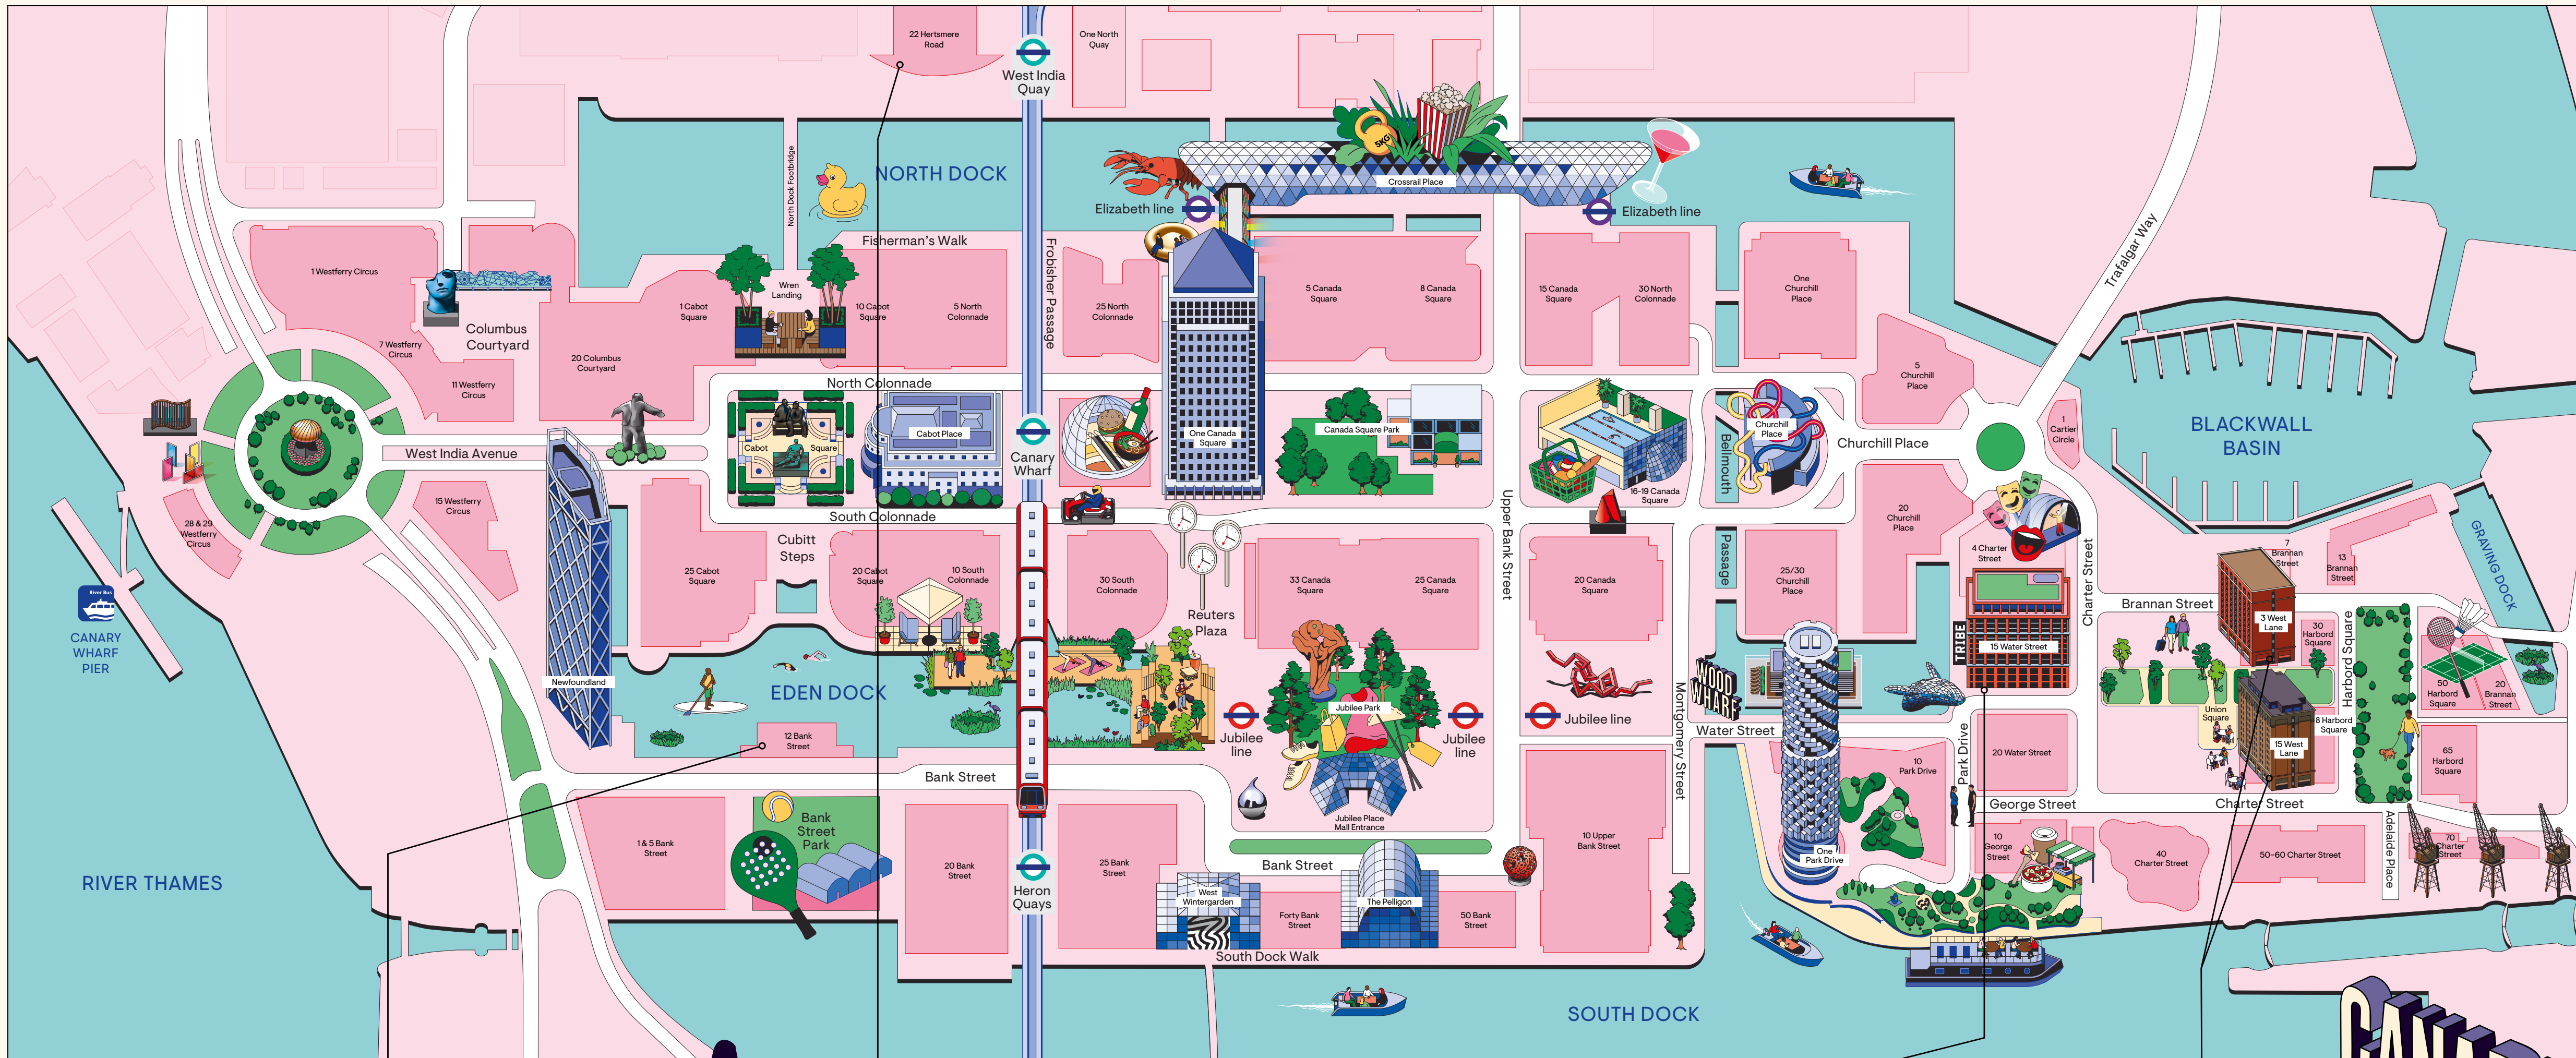 22 Hertsmere
Road
West India
Quay
One North
Quay
5KG
NORTH DOCK
North Dock Footbridge
Crossrail Place
Elizabeth line
Elizabeth line
Fisherman's Walk
Frobisher Passage
Trafalgar Way
1 Westferry Circus
Columbus
Courtyard
7 Westferry
Circus
11 Westferry
Circus
20 Columbus
Courtyard
1 Cabot
Square
Wren
Landing
10 Cabot
Square
5 North
Colonnade
25 North
Colonnade
5 Canada
Square
8 Canada
Square
15 Canada
Square
30 North
Colonnade
One
Churchill
Place
5
Churchill
Place
North Colonnade
West India Avenue
Cabot
Square
Cabot Place
Canary
Wharf
One Canada
Square
Canada Square Park
16-19 Canada
Square
Bellmouth
Passage
Churchill
Place
Churchill Place
1
Cartier
Circle
BLACKWALL
BASIN
GRAVING DOCK
South Colonnade
28 & 29
Westferry
Circus
15 Westferry
Circus
River Bus
CANARY
WHARF
PIER
25 Cabot
Square
Cubitt
Steps
20 Cabot
Square
10 South
Colonnade
30 South
Colonnade
Reuters
Plaza
33 Canada
Square
25 Canada
Square
Upper Bank Street
20 Canada
Square
25/30
Churchill
Place
20
Churchill
Place
4 Charter
Street
Charter Street
TRIBE
15 Water Street
Brannan Street
7
Brannan
Street
13
Brannan
Street
3 West
Lane
30
Harbord
Square
Harbord Square
50
Harbord
Square
20
Brannan
Street
Union
Square
8 Harbord
Square
15 West
Lane
65
Harbord
Square
Newfoundland
EDEN DOCK
12 Bank
Street
Jubilee
line
Jubilee Park
Jubilee
line
Jubilee line
WOOD
WHARF
Water Street
Montgomery Street
Park Drive
20 Water Street
10
Park Drive
Bank Street
Jubilee Place
Mall Entrance
George Street
Charter Street
Adelaide Place
RIVER THAMES
1 & 5 Bank
Street
Bank
Street
Park
20 Bank
Street
Heron
Quays
25 Bank
Street
Bank Street
West
Wintergarden
Forty Bank
Street
The Pelligon
50 Bank
Street
10 Upper
Bank Street
One
Park Drive
10
George
Street
40
Charter Street
50-60 Charter Street
70
Charter
Street
South Dock Walk
SOUTH DOCK